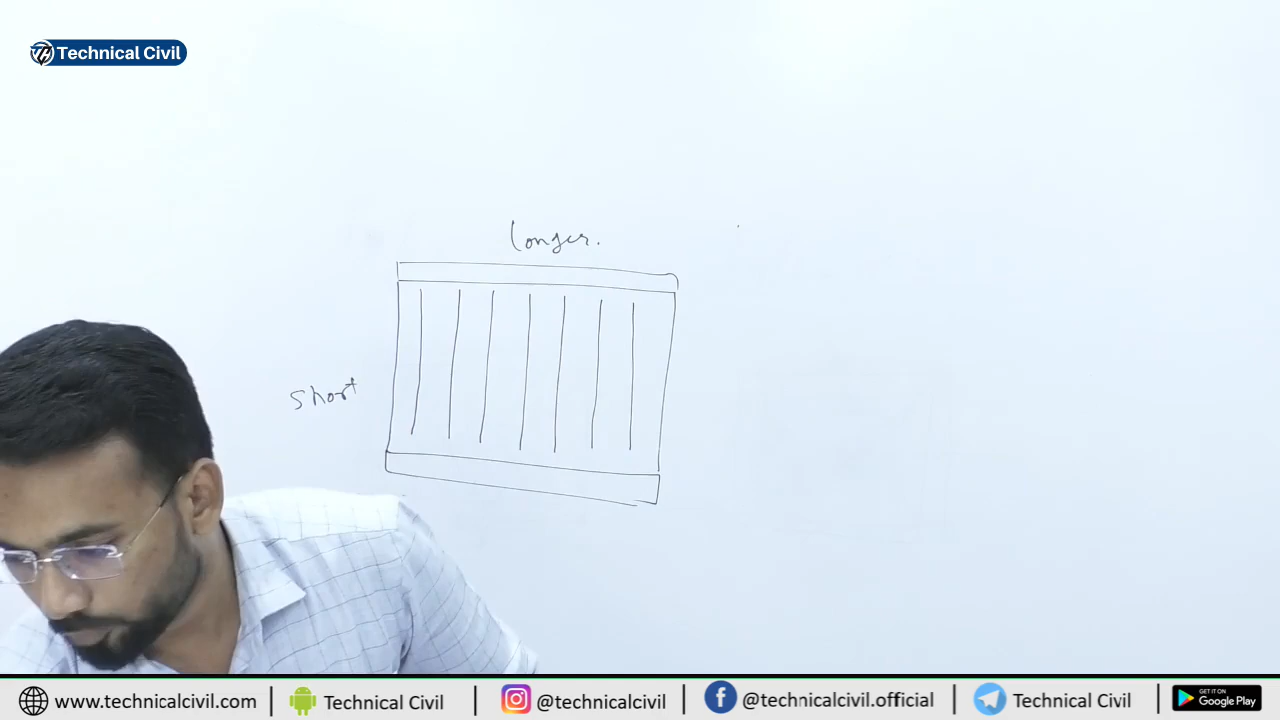 Technical Civil
Longer.
Short
www.technicalcivil.com | Technical Civil | @technicalcivil | @technicalcivil.official | Technical Civil | GET IT ON Google Play